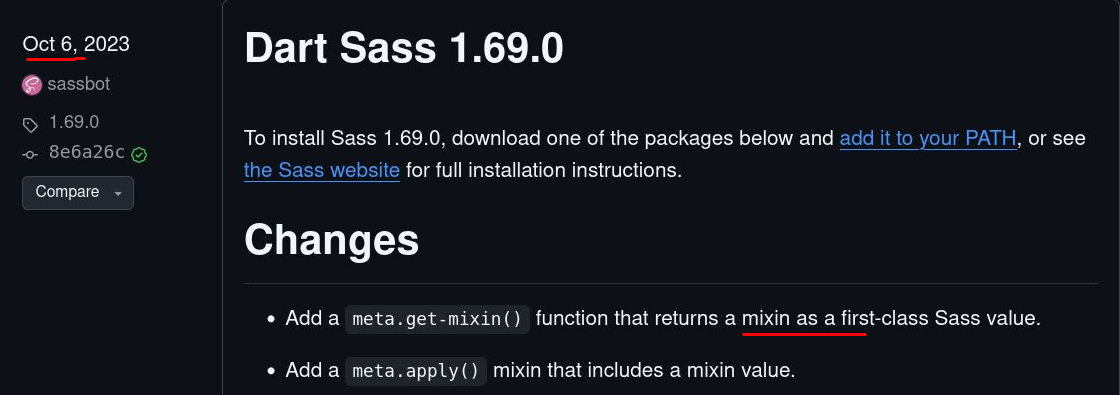 Oct 6, 2023
sassbot
1.69.0
8e6a26c
Compare
Dart Sass 1.69.0
To install Sass 1.69.0, download one of the packages below and add it to your PATH, or see
the Sass website for full installation instructions.
Changes
• Add a meta.get-mixin() function that returns a mixin as a first-class Sass value.
• Add a meta.apply() mixin that includes a mixin value.